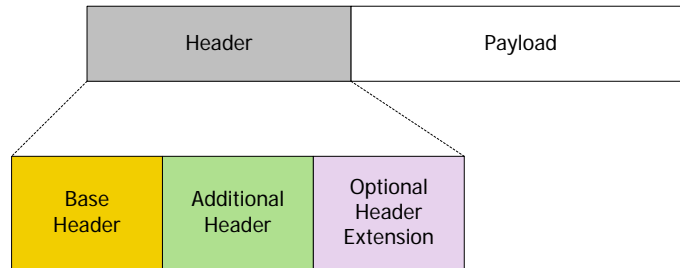 Header
Payload
Base
Header
Additional
Header
Optional
Header
Extension